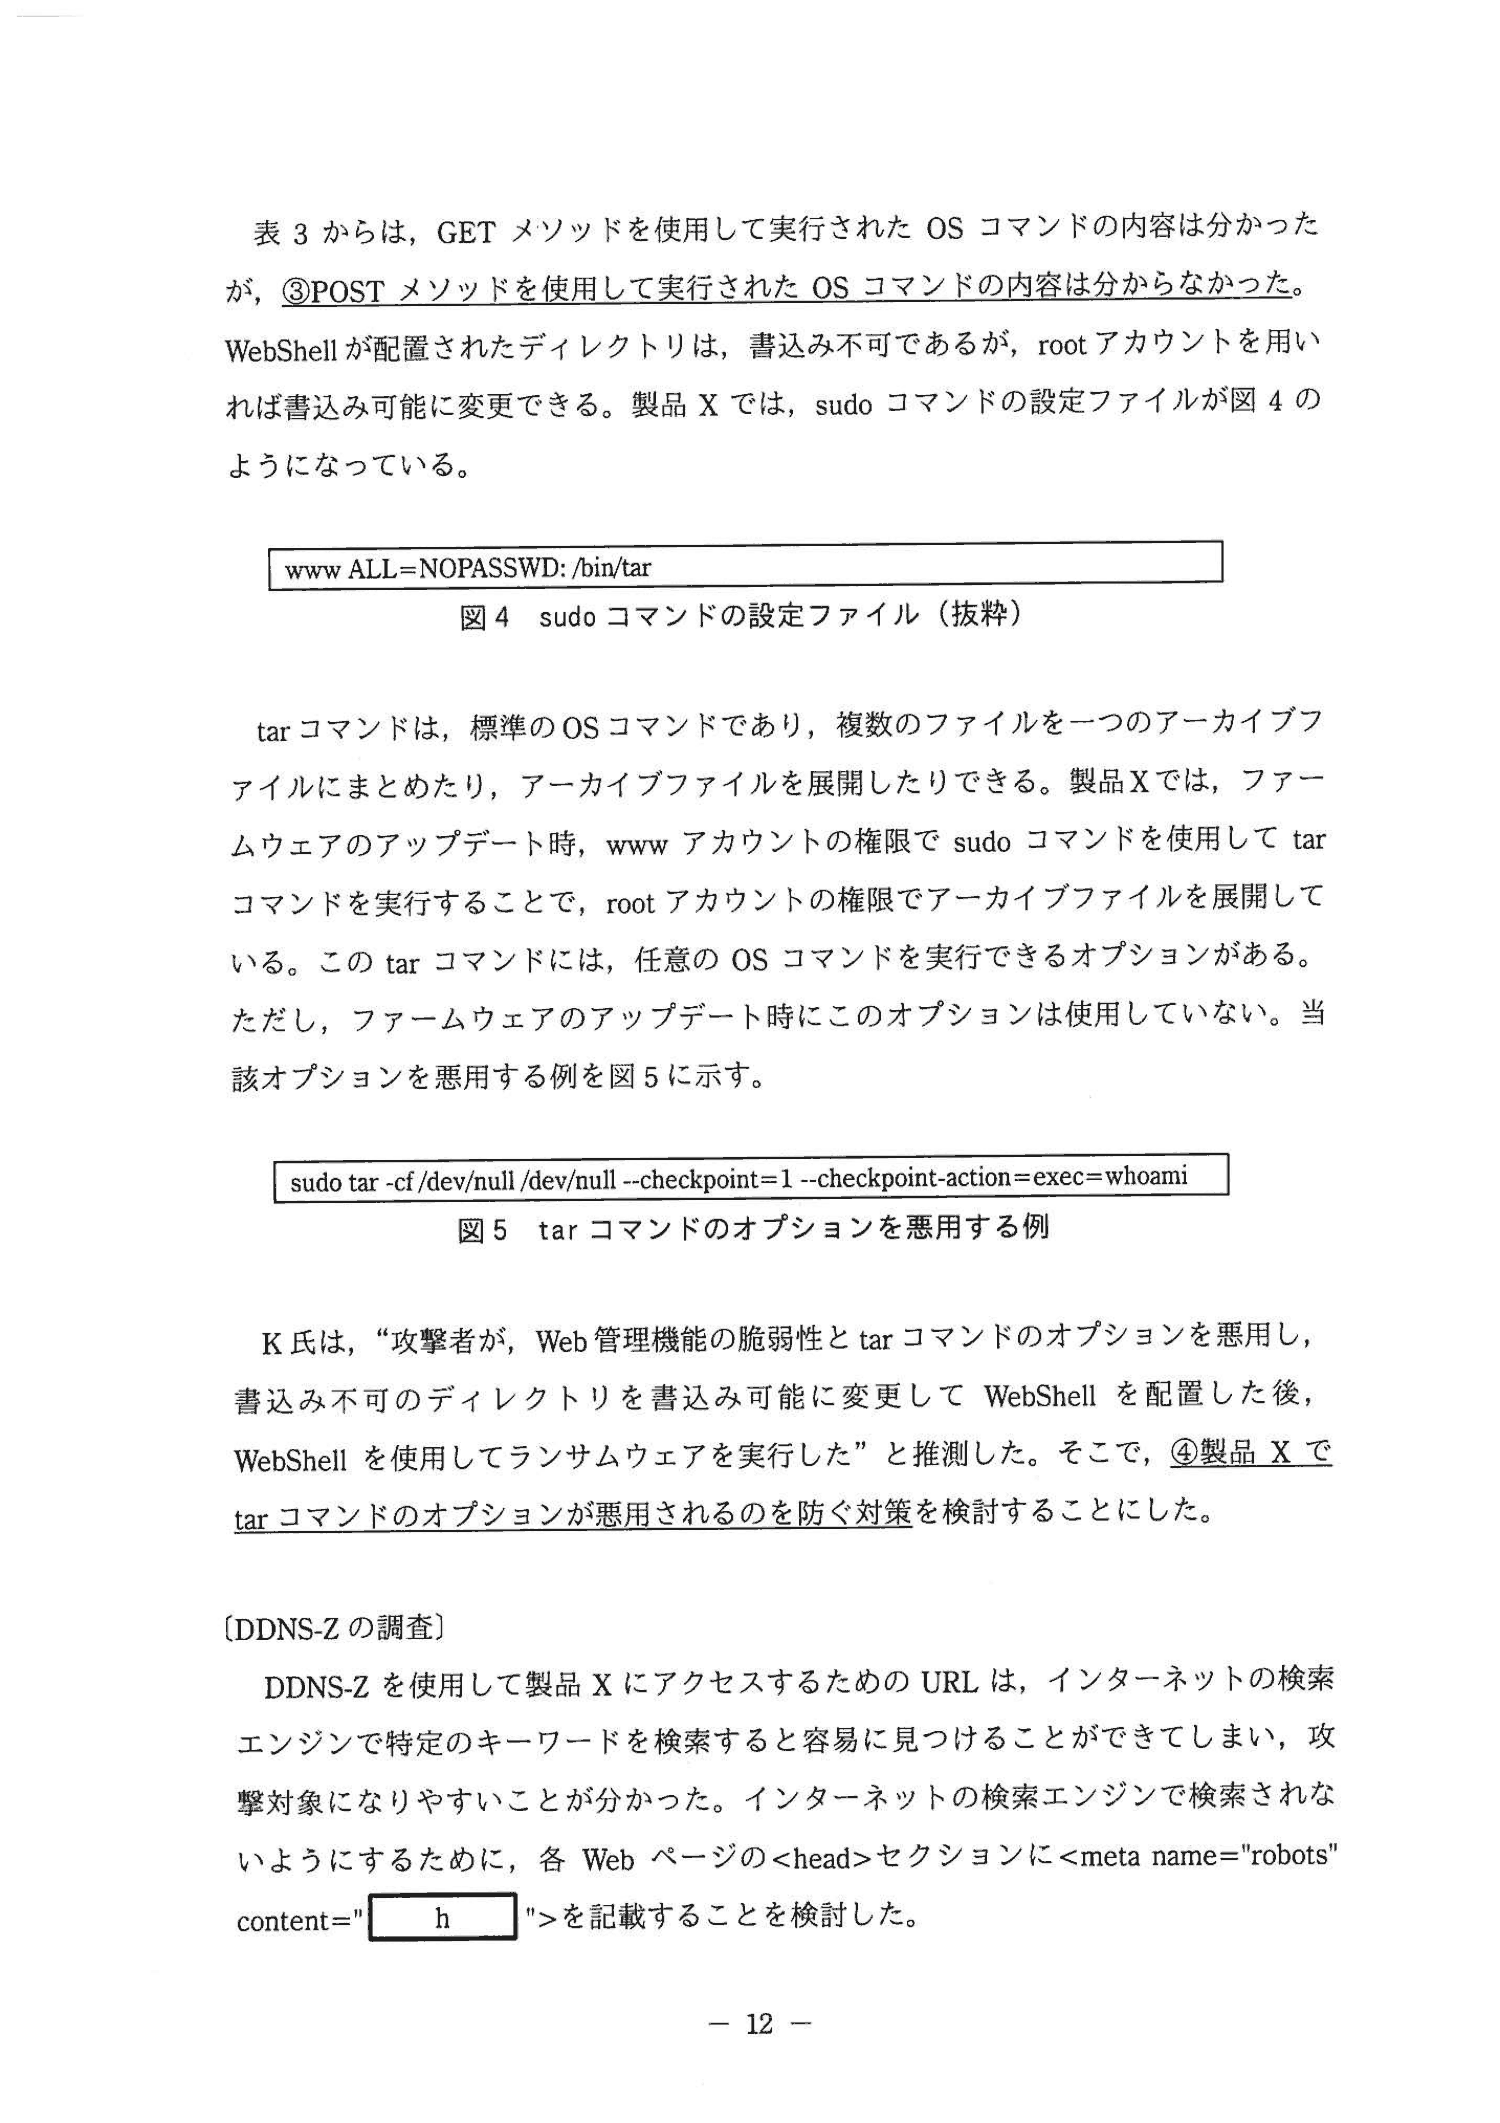 表 3 からは，GET メソッドを使用して実行された OS コマンドの内容は分かった
が，③POST メソッドを使用して実行された OS コマンドの内容は分からなかった。
WebShell が配置されたディレクトリは，書込み不可であるが，root アカウントを用い
れば書込み可能に変更できる。製品 X では，sudo コマンドの設定ファイルが図 4 の
ようになっている。
www ALL=NOPASSWD: /bin/tar
図 4　sudo コマンドの設定ファイル（抜粋）
tar コマンドは，標準の OS コマンドであり，複数のファイルを一つのアーカイブフ
ァイルにまとめたり，アーカイブファイルを展開したりできる。製品 X では，ファー
ムウェアのアップデート時，www アカウントの権限で sudo コマンドを使用して tar
コマンドを実行することで，root アカウントの権限でアーカイブファイルを展開して
いる。この tar コマンドには，任意の OS コマンドを実行できるオプションがある。
ただし，ファームウェアのアップデート時にこのオプションは使用していない。当
該オプションを悪用する例を図 5 に示す。
sudo tar -cf /dev/null /dev/null --checkpoint=1 --checkpoint-action=exec=whoami
図 5　tar コマンドのオプションを悪用する例
K 氏は，“攻撃者が，Web 管理機能の脆弱性と tar コマンドのオプションを悪用し，
書込み不可のディレクトリを書込み可能に変更して WebShell を配置した後，
WebShell を使用してランサムウェアを実行した” と推測した。そこで，④製品 X で
tar コマンドのオプションが悪用されるのを防ぐ対策を検討することにした。
〔DDNS-Z の調査〕
DDNS-Z を使用して製品 X にアクセスするための URL は，インターネットの検索
エンジンで特定のキーワードを検索すると容易に見つけることができてしまい，攻
撃対象になりやすいことが分かった。インターネットの検索エンジンで検索されな
いようにするために，各 Web ページの<head>セクションに<meta name="robots"
content=" h ">を記載することを検討した。
－ 12 －